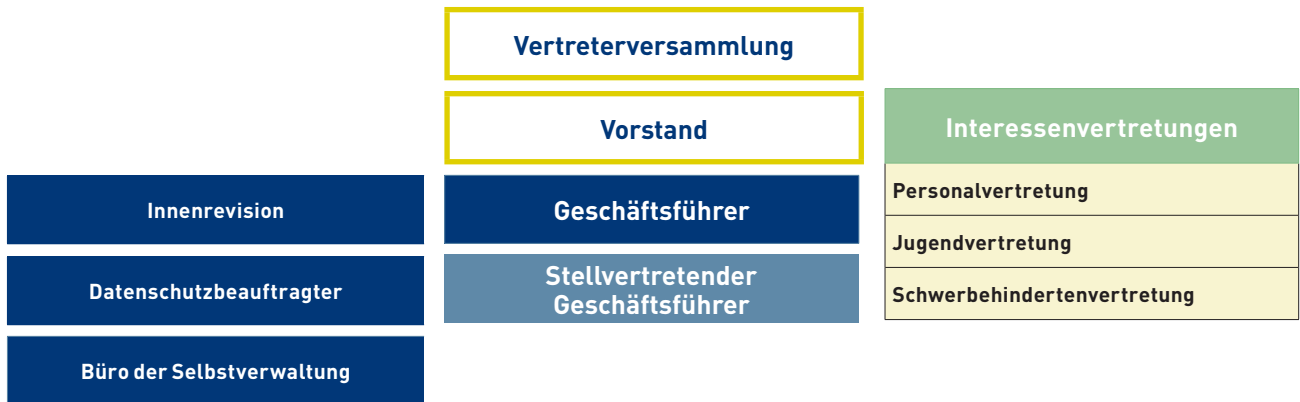 Vertreterversammlung
Vorstand
Geschäftsführer
Stellvertretender
Geschäftsführer
Innenrevision
Datenschutzbeauftragter
Büro der Selbstverwaltung
Interessenvertretungen
Personalvertretung
Jugendvertretung
Schwerbehindertenvertretung